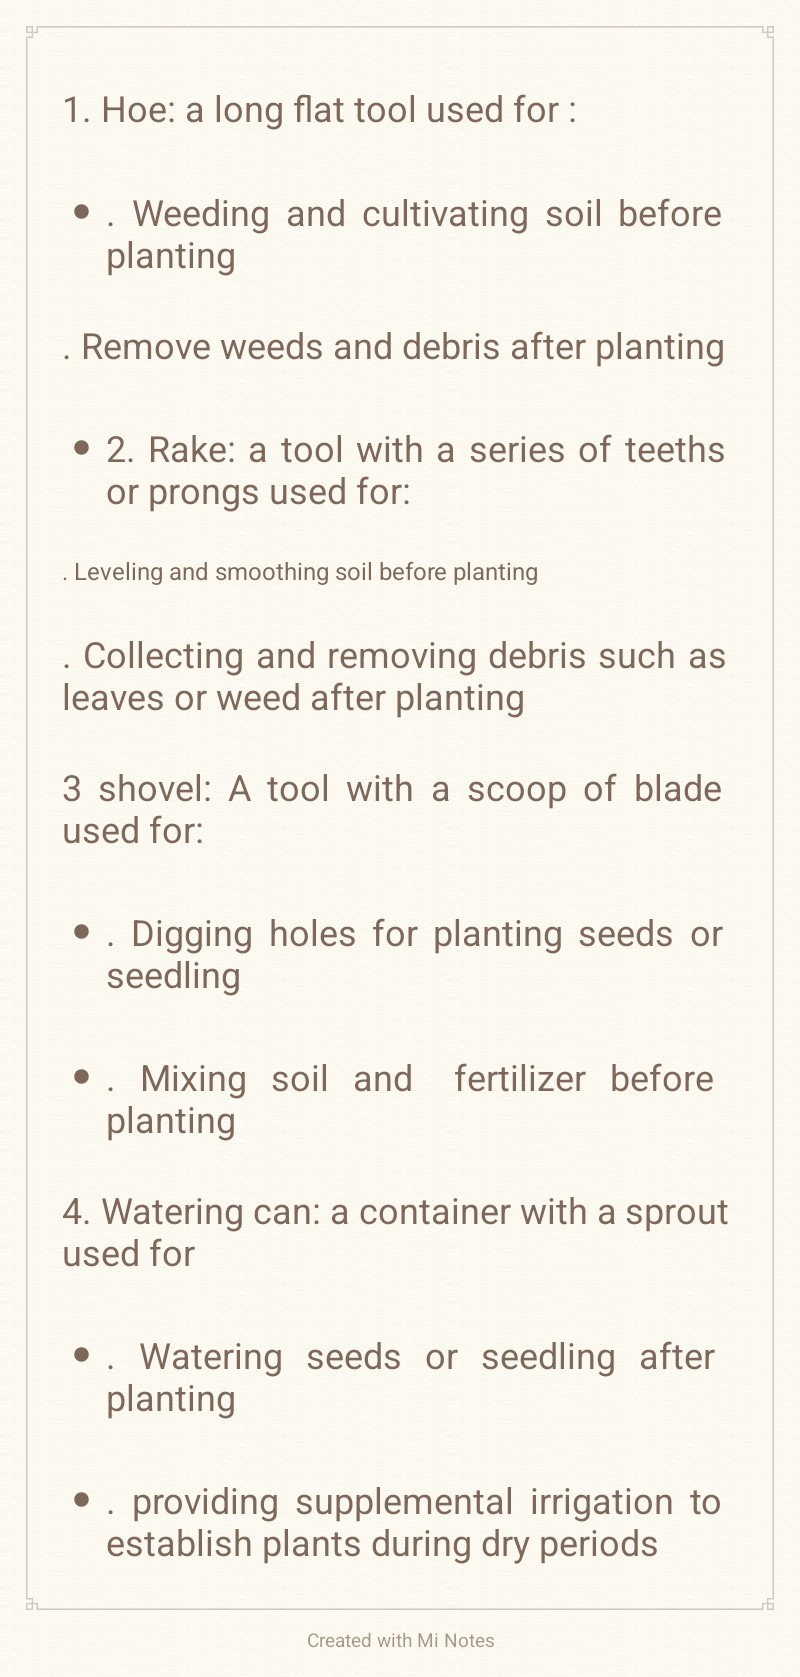 1. Hoe: a long flat tool used for :
• . Weeding and cultivating soil before
planting
. Remove weeds and debris after planting
• 2. Rake: a tool with a series of teeths
or prongs used for:
. Leveling and smoothing soil before planting
. Collecting and removing debris such as
leaves or weed after planting
3 shovel: A tool with a scoop of blade
used for:
• . Digging holes for planting seeds or
seedling
• . Mixing soil and fertilizer before
planting
4. Watering can: a container with a sprout
used for
• . Watering seeds or seedling after
planting
• . providing supplemental irrigation to
establish plants during dry periods
Created with Mi Notes